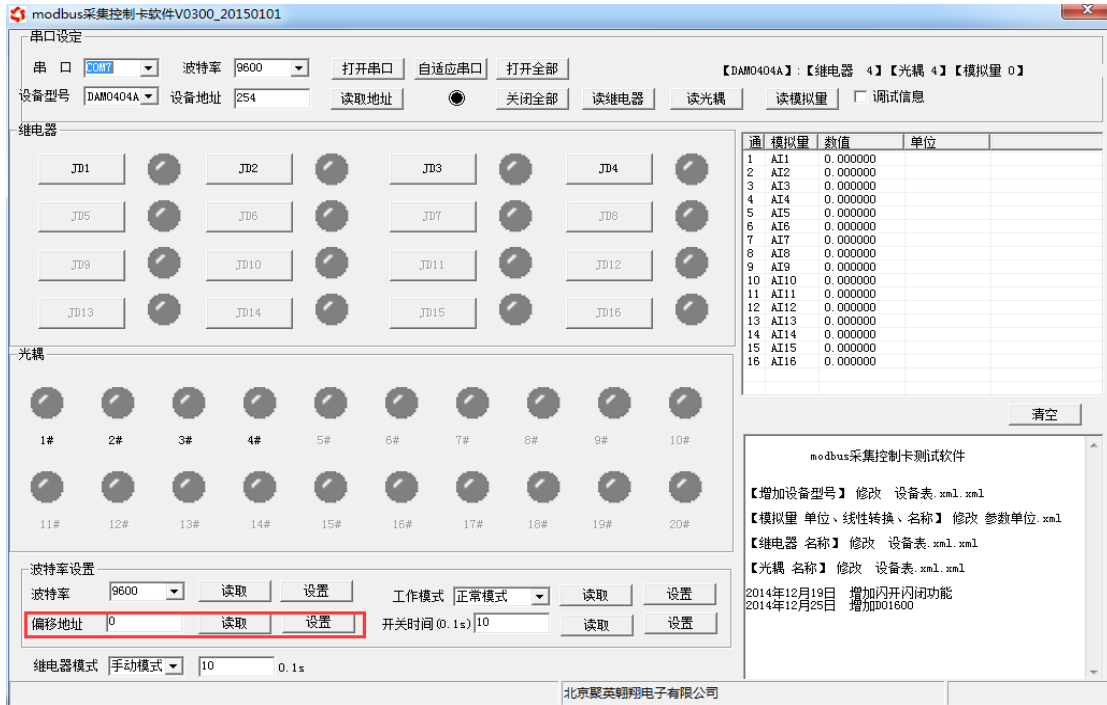 modbus采集控制卡软件V0300_20150101
串口设定
串 口 COM7 波特率 9600 打开串口 自适应串口 打开全部 【DAM0404A】:【继电器 4】【光耦 4】【模拟量 0】
设备型号 DAM0404A 设备地址 254 读取地址 关闭全部 读继电器 读光耦 读模拟量 调试信息
继电器
JD1 JD2 JD3 JD4
JD5 JD6 JD7 JD8
JD9 JD10 JD11 JD12
JD13 JD14 JD15 JD16
光耦
1# 2# 3# 4# 5# 6# 7# 8# 9# 10#
11# 12# 13# 14# 15# 16# 17# 18# 19# 20#
波特率设置
波特率 9600 读取 设置 工作模式 正常模式 读取 设置
偏移地址 0 读取 设置 开关时间(0.1s) 10 读取 设置
继电器模式 手动模式 10 0.1s
通 模拟量 数值 单位
1 AI1 0.000000
2 AI2 0.000000
3 AI3 0.000000
4 AI4 0.000000
5 AI5 0.000000
6 AI6 0.000000
7 AI7 0.000000
8 AI8 0.000000
9 AI9 0.000000
10 AI10 0.000000
11 AI11 0.000000
12 AI12 0.000000
13 AI13 0.000000
14 AI14 0.000000
15 AI15 0.000000
16 AI16 0.000000
清空
modbus采集控制卡测试软件
【增加设备型号】 修改 设备表.xml.xml
【模拟量 单位、线性转换、名称】 修改 参数单位.xml
【继电器 名称】 修改 设备表.xml.xml
【光耦 名称】 修改 设备表.xml.xml
2014年12月19日 增加闪开闪闭功能
2014年12月25日 增加DO1600
北京聚英翱翔电子有限公司